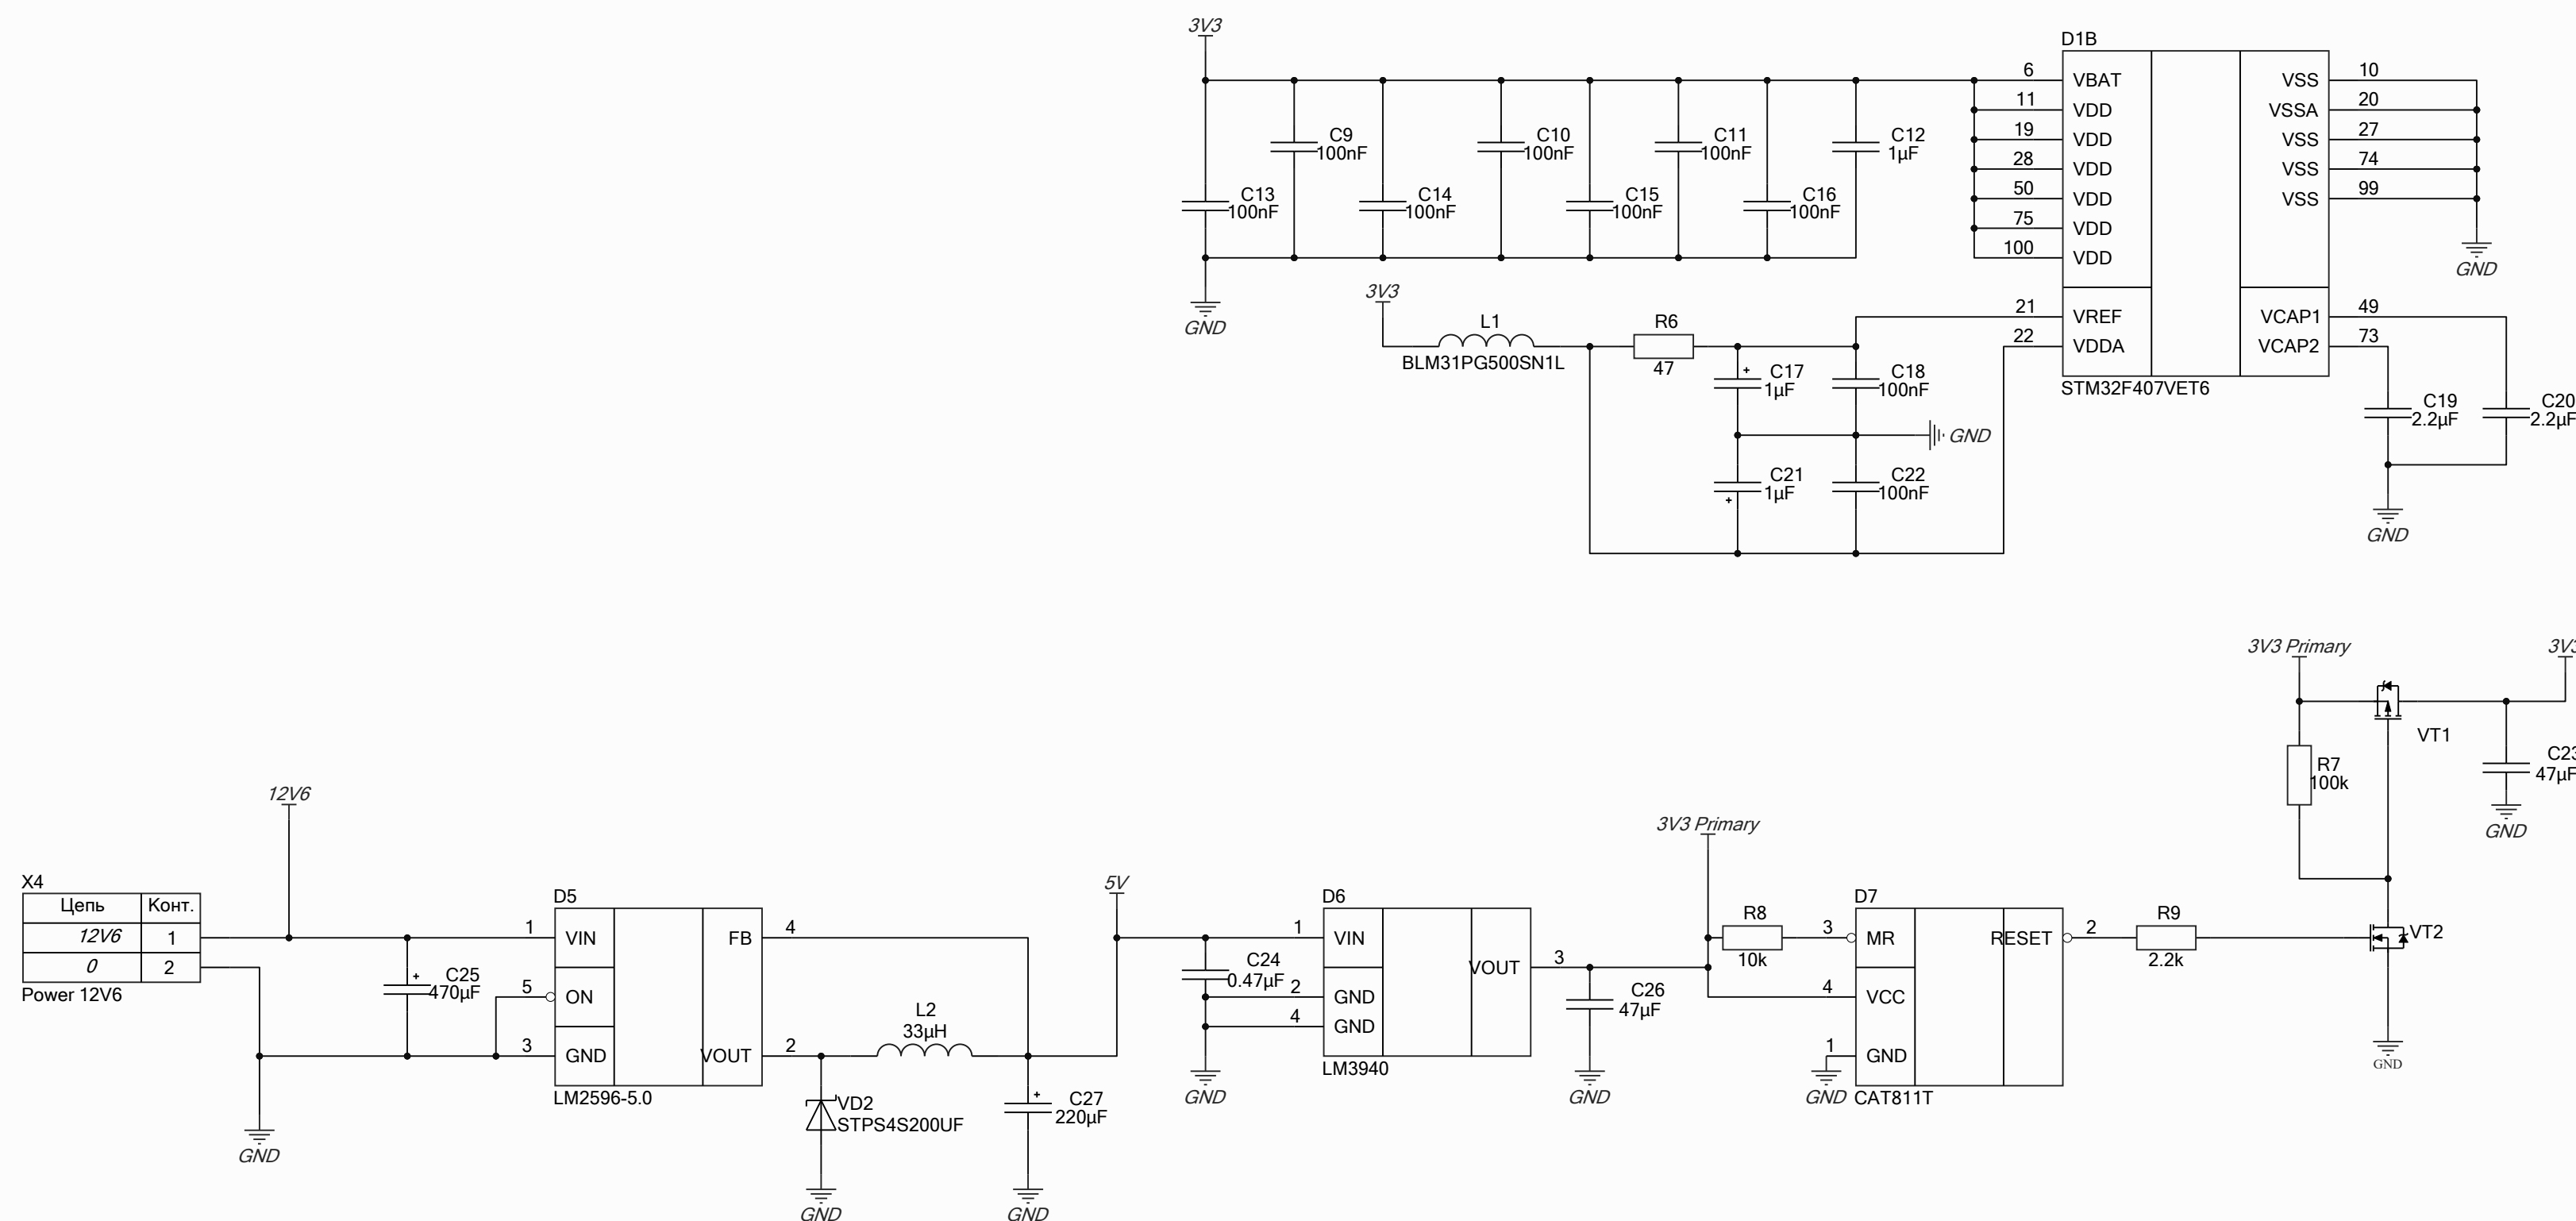 3V3
C9
100nF
C10
100nF
C11
100nF
C12
1µF
C13
100nF
C14
100nF
C15
100nF
C16
100nF
GND
D1B
6 VBAT
11 VDD
19 VDD
28 VDD
50 VDD
75 VDD
100 VDD
21 VREF
22 VDDA
VSS 10
VSSA 20
VSS 27
VSS 74
VSS 99
VCAP1 49
VCAP2 73
STM32F407VET6
GND
3V3
L1
BLM31PG500SN1L
R6
47
+ C17
1µF
C18
100nF
GND
C21
+ 1µF
C22
100nF
C19
2.2µF
C20
2.2µF
GND
3V3 Primary
3V3
VT1
R7
100k
C23
47µF
GND
VT2
GND
12V6
X4
Цепь Конт.
12V6 1
0 2
Power 12V6
GND
+ C25
470µF
D5
1 VIN
5 ON
3 GND
FB 4
VOUT 2
LM2596-5.0
L2
33µH
VD2
STPS4S200UF
GND
+ C27
220µF
GND
5V
C24
0.47µF
GND
D6
1 VIN
2 GND
4 GND
VOUT 3
LM3940
C26
47µF
GND
3V3 Primary
R8
10k
D7
3 MR
4 VCC
1 GND
RESET 2
GND
CAT811T
R9
2.2k